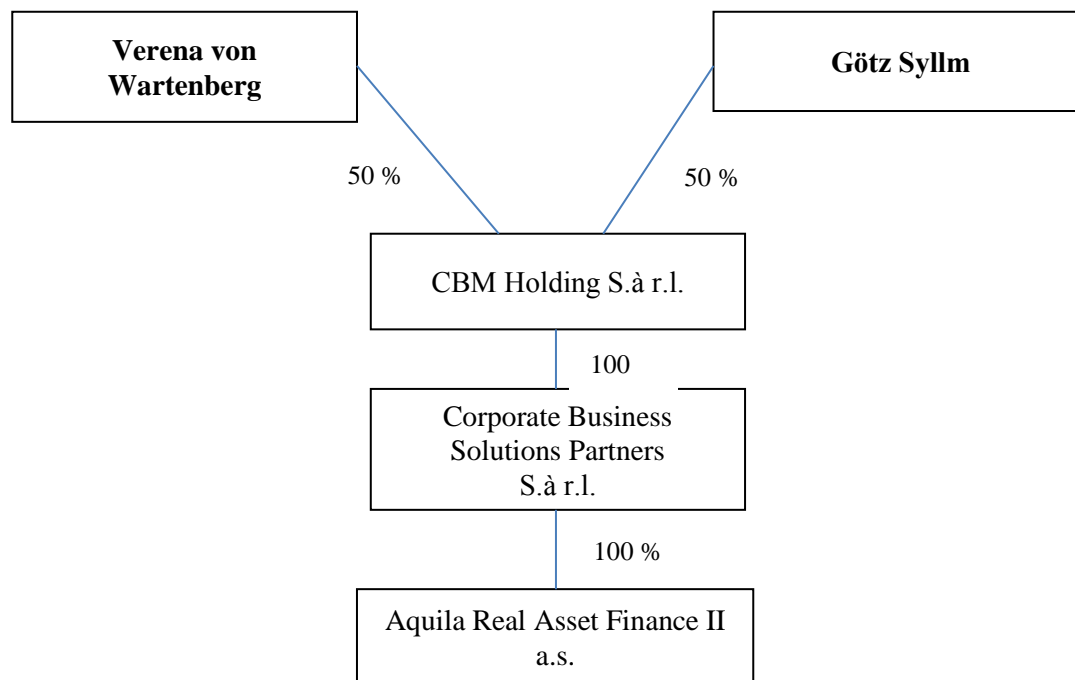 Verena von
Wartenberg
Götz Syllm
50 %
50 %
CBM Holding S.à r.l.
100
Corporate Business
Solutions Partners
S.à r.l.
100 %
Aquila Real Asset Finance II
a.s.